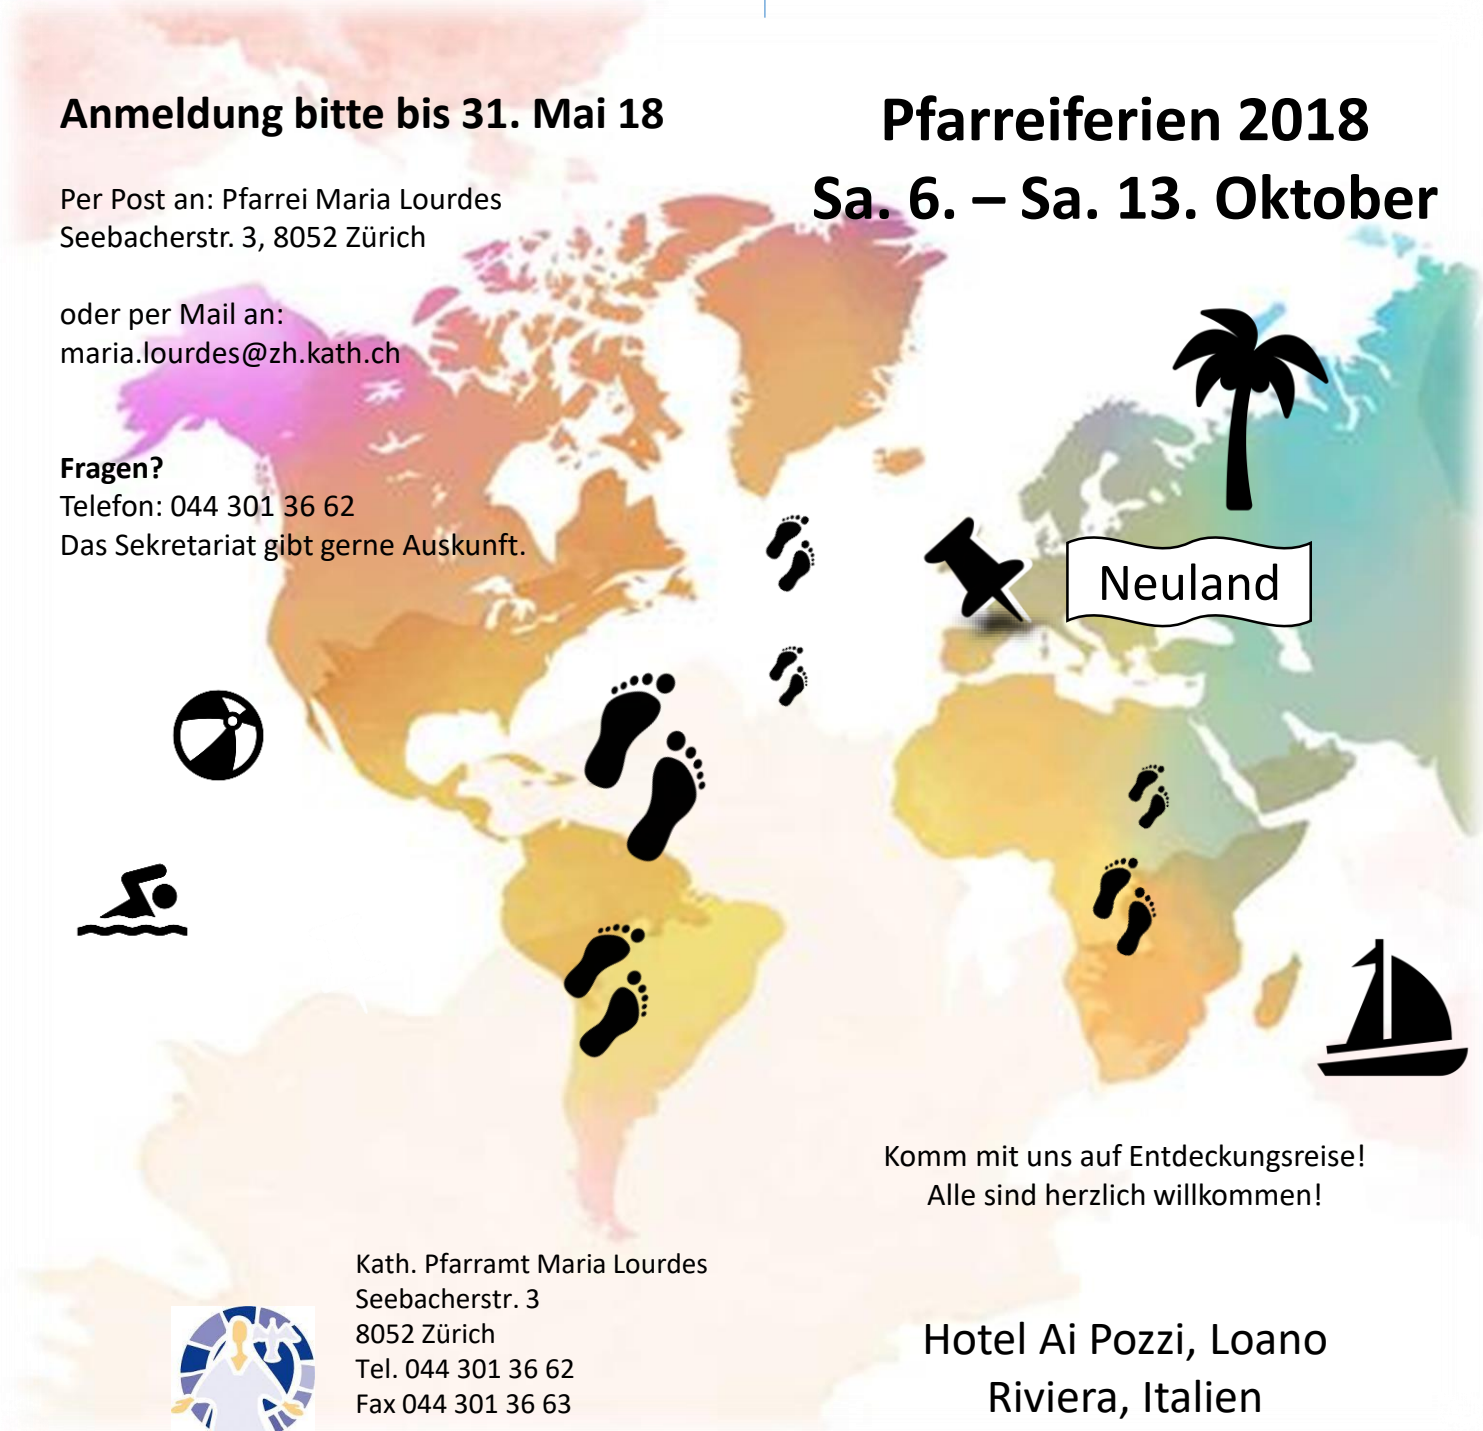 Anmeldung bitte bis 31. Mai 18
Per Post an: Pfarrei Maria Lourdes
Seebacherstr. 3, 8052 Zürich
oder per Mail an:
maria.lourdes@zh.kath.ch
Fragen?
Telefon: 044 301 36 62
Das Sekretariat gibt gerne Auskunft.
Kath. Pfarramt Maria Lourdes
Seebacherstr. 3
8052 Zürich
Tel. 044 301 36 62
Fax 044 301 36 63
Pfarreiferien 2018
Sa. 6. – Sa. 13. Oktober
Neuland
Komm mit uns auf Entdeckungsreise!
Alle sind herzlich willkommen!
Hotel Ai Pozzi, Loano
Riviera, Italien